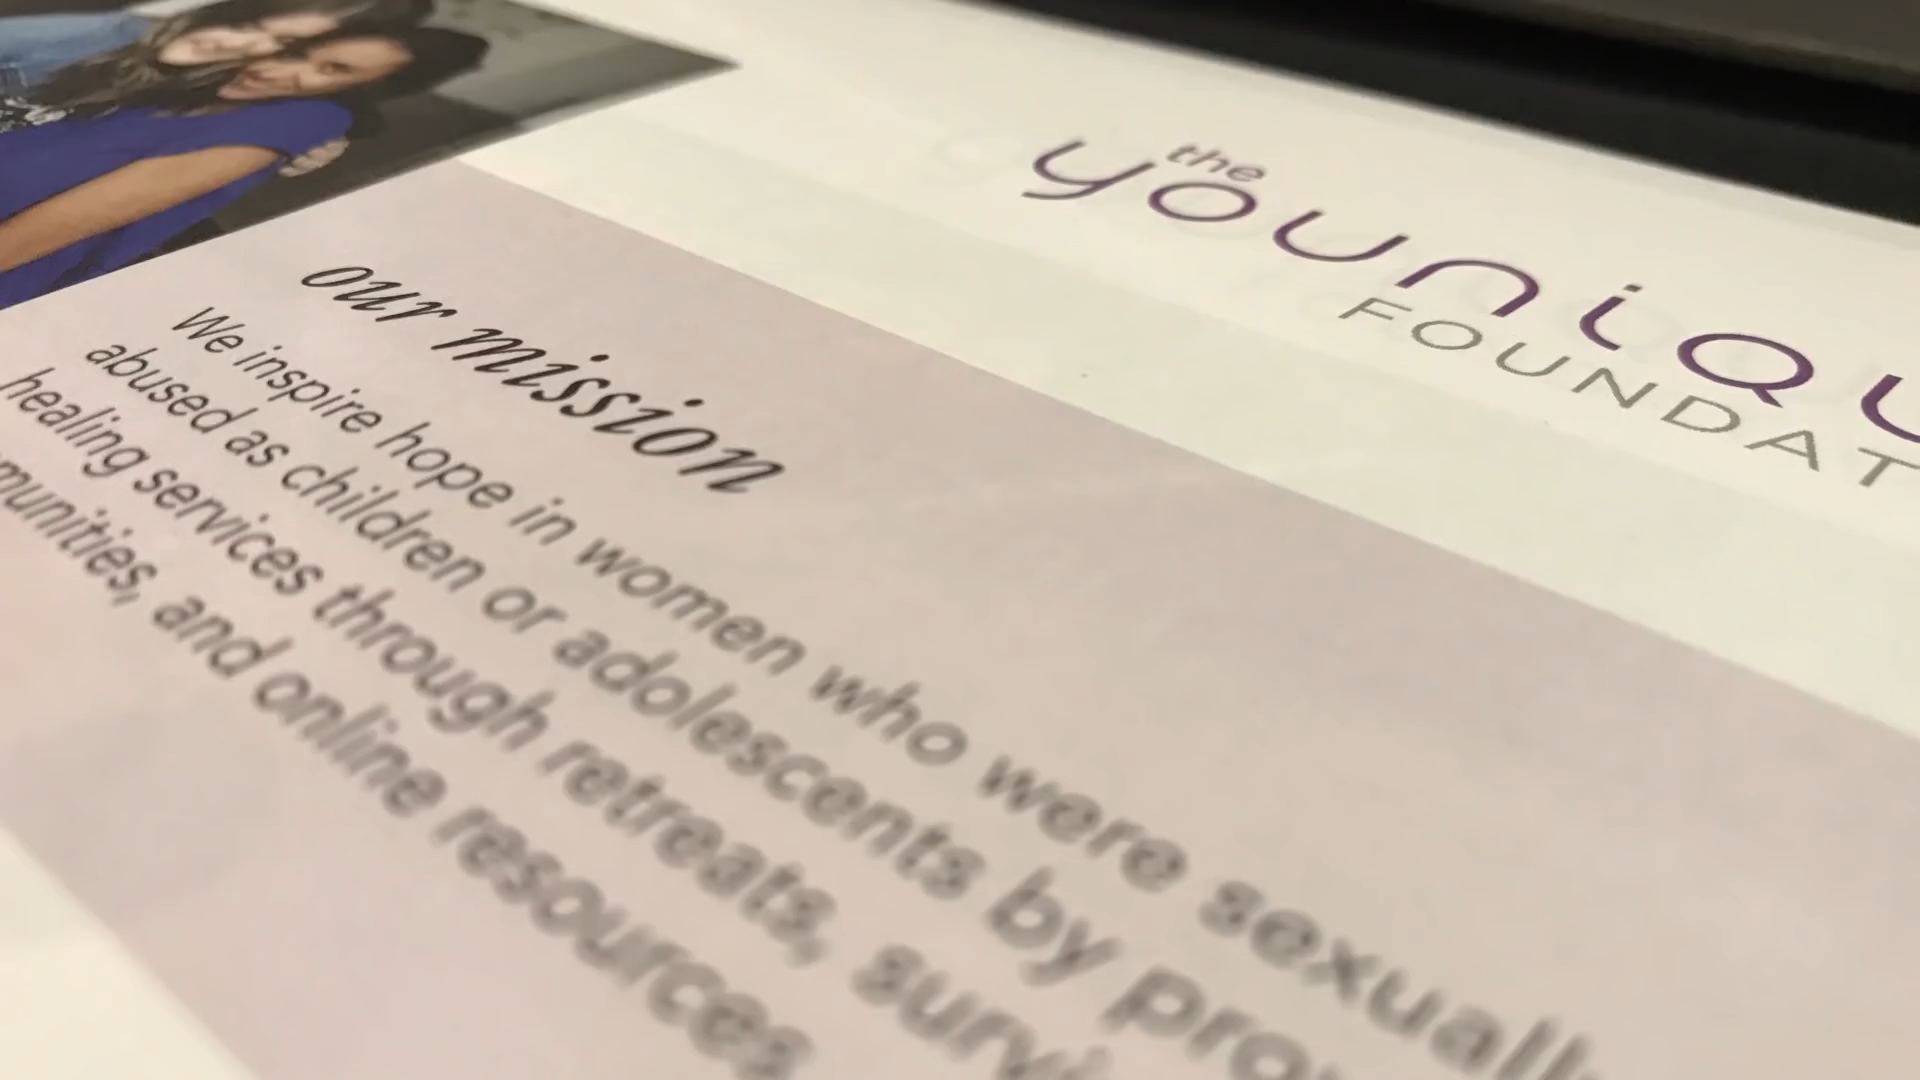 the
youniqu
FOUNDAT
our mission
We inspire hope in women who were sexually
abused as children or adolescents by prov
healing services through retreats, survi
munities, and online resources